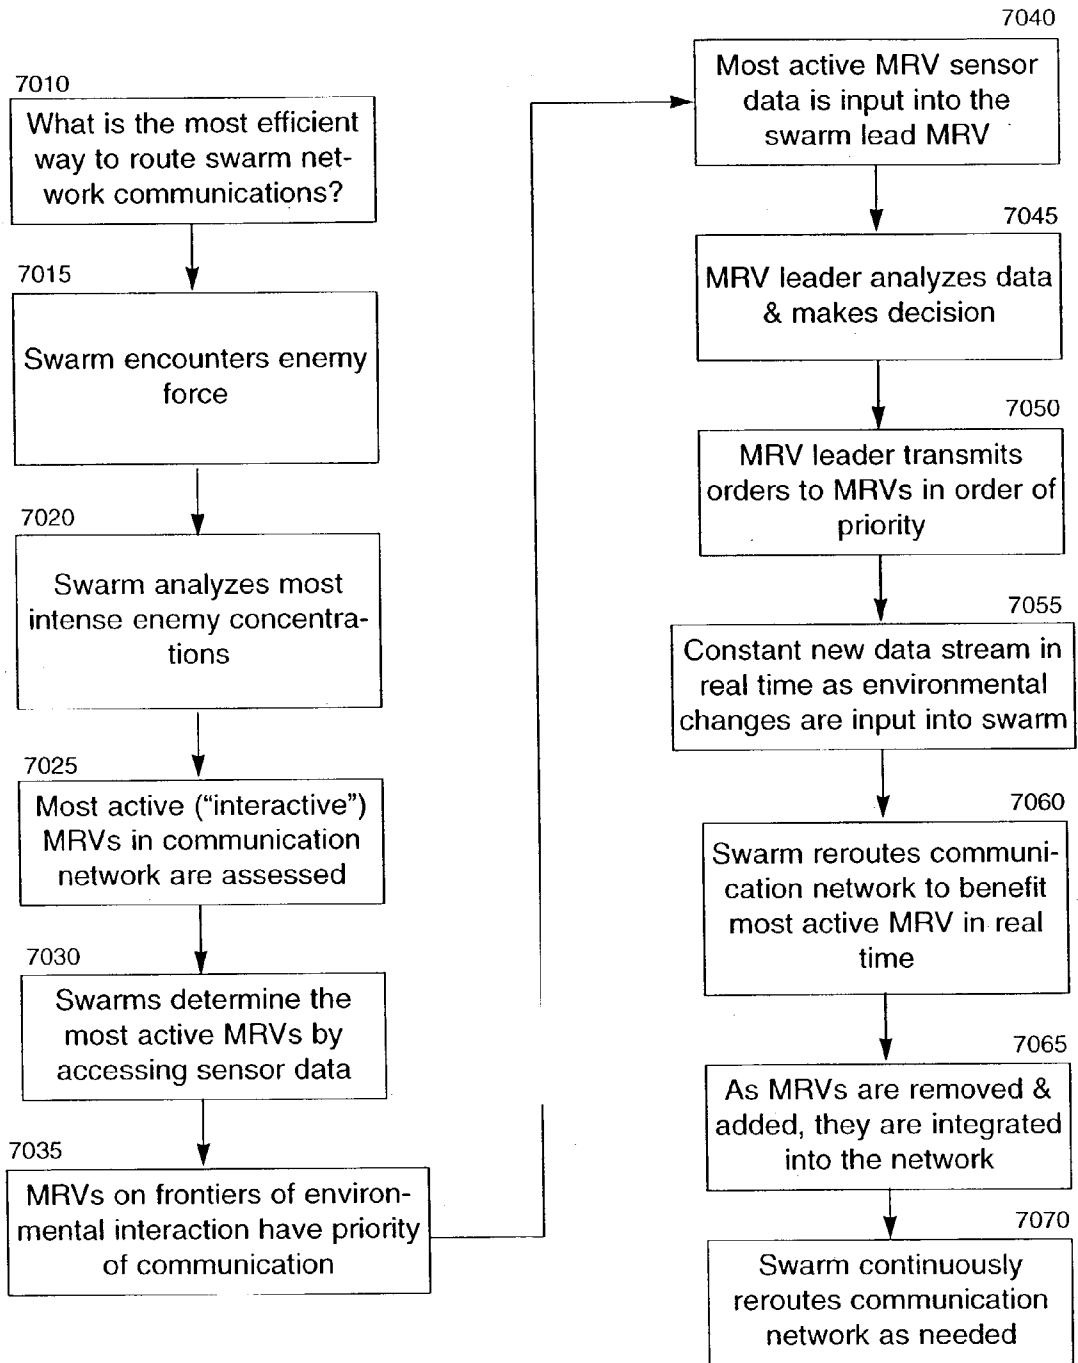 7010
What is the most efficient
way to route swarm net-
work communications?
7015
Swarm encounters enemy
force
7020
Swarm analyzes most
intense enemy concentra-
tions
7025
Most active (“interactive”)
MRVs in communication
network are assessed
7030
Swarms determine the
most active MRVs by
accessing sensor data
7035
MRVs on frontiers of environ-
mental interaction have priority
of communication
7040
Most active MRV sensor
data is input into the
swarm lead MRV
7045
MRV leader analyzes data
& makes decision
7050
MRV leader transmits
orders to MRVs in order of
priority
7055
Constant new data stream in
real time as environmental
changes are input into swarm
7060
Swarm reroutes communi-
cation network to benefit
most active MRV in real
time
7065
As MRVs are removed &
added, they are integrated
into the network
7070
Swarm continuously
reroutes communication
network as needed